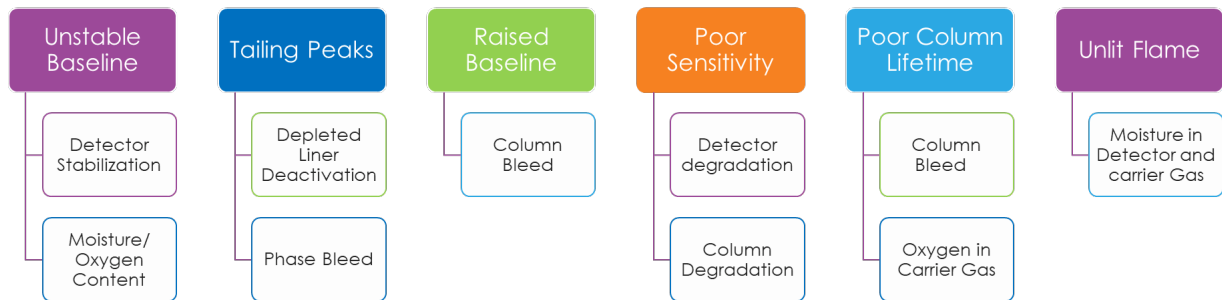 Unstable
Baseline
Detector
Stabilization
Moisture/
Oxygen
Content
Tailing Peaks
Depleted
Liner
Deactivation
Phase Bleed
Raised
Baseline
Column
Bleed
Poor
Sensitivity
Detector
degradation
Column
Degradation
Poor Column
Lifetime
Column
Bleed
Oxygen in
Carrier Gas
Unlit Flame
Moisture in
Detector and
carrier Gas